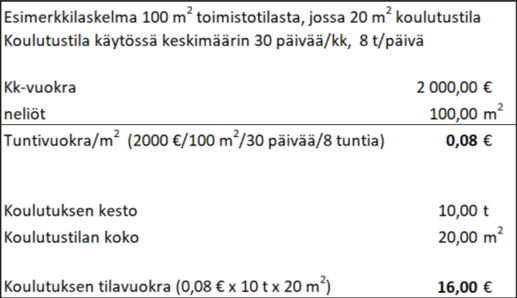 Esimerkkilaskelma 100 m² toimistotilasta, jossa 20 m² koulutustila
Koulutustila käytössä keskimäärin 30 päivää/kk, 8 t/päivä
Kk-vuokra 2 000,00 €
neliöt 100,00 m²
Tuntivuokra/m² (2000 €/100 m²/30 päivää/8 tuntia) 0,08 €
Koulutuksen kesto 10,00 t
Koulutustilan koko 20,00 m²
Koulutuksen tilavuokra (0,08 € x 10 t x 20 m²) 16,00 €